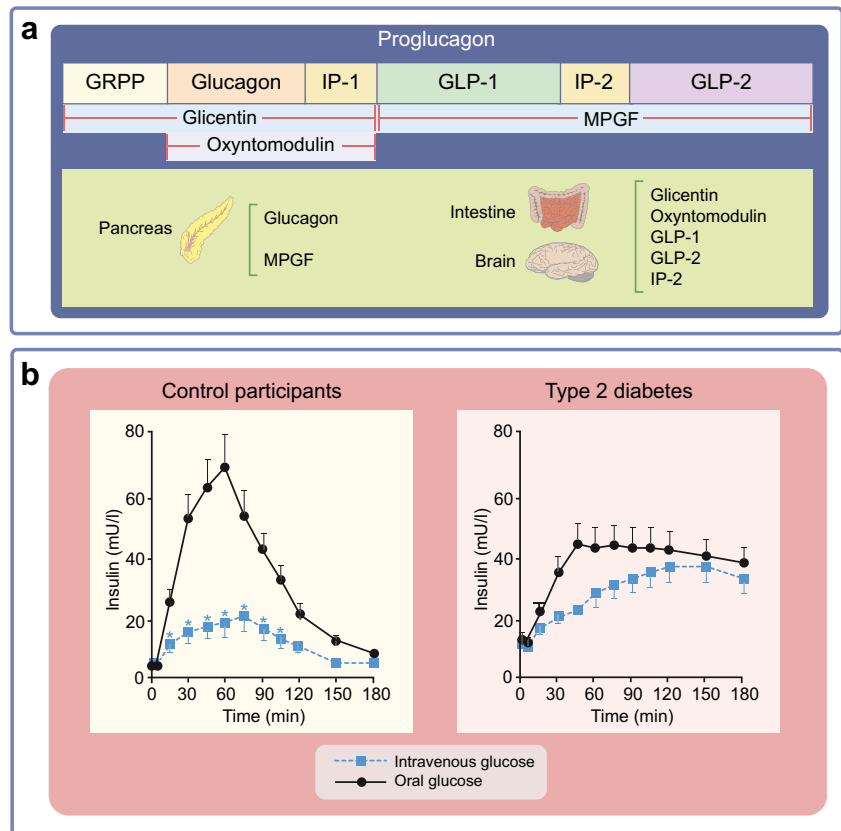 a
Proglucagon
GRPP Glucagon IP-1 GLP-1 IP-2 GLP-2
Glicentin MPGF
Oxyntomodulin
Pancreas
Glucagon
MPGF
Intestine
Brain
Glicentin
Oxyntomodulin
GLP-1
GLP-2
IP-2
b
Control participants
80
60
40
20
0
Insulin (mU/l)
* * * * * * *
0 30 60 90 120 150 180
Time (min)
Type 2 diabetes
80
60
40
20
0
Insulin (mU/l)
0 30 60 90 120 150 180
Time (min)
Intravenous glucose
Oral glucose